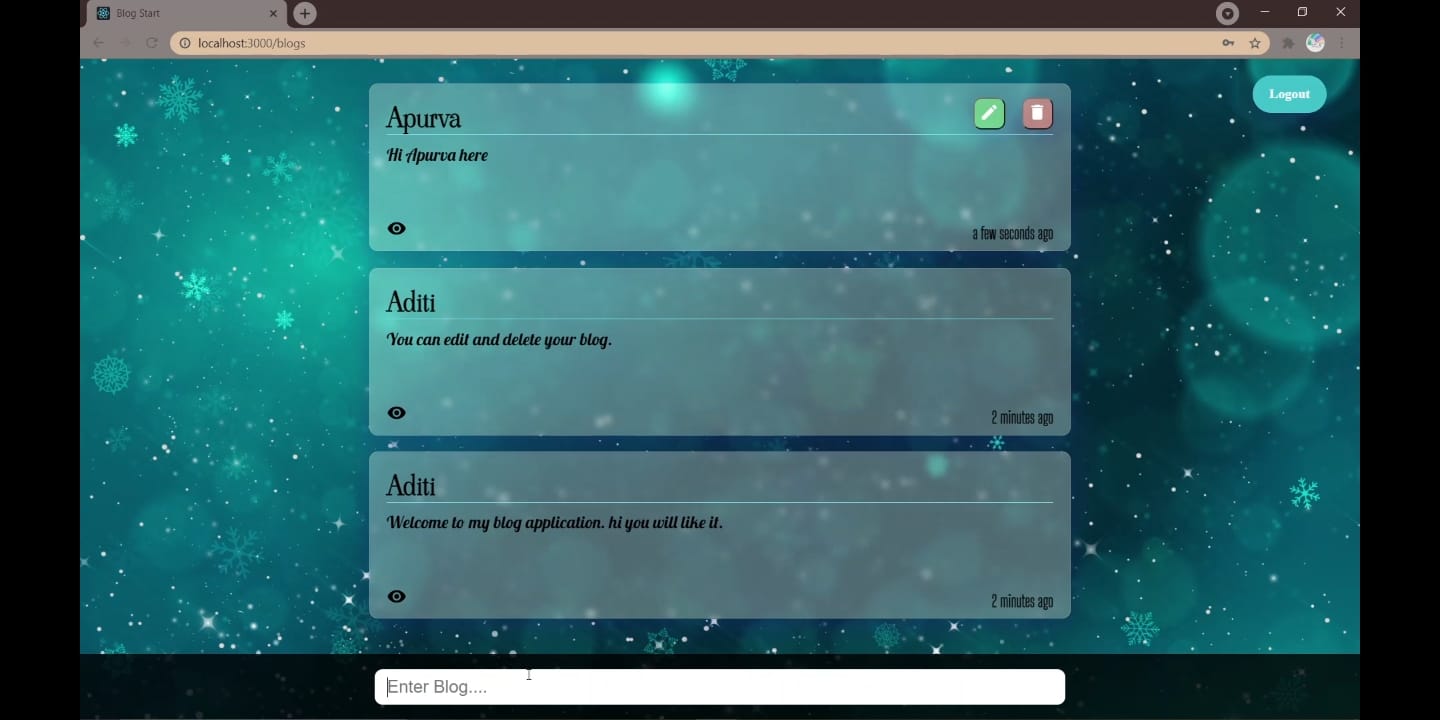 Blog Start
localhost:3000/blogs
Logout
Apurva
Hi Apurva here
a few seconds ago
Aditi
You can edit and delete your blog.
2 minutes ago
Aditi
Welcome to my blog application. hi you will like it.
2 minutes ago
Enter Blog....